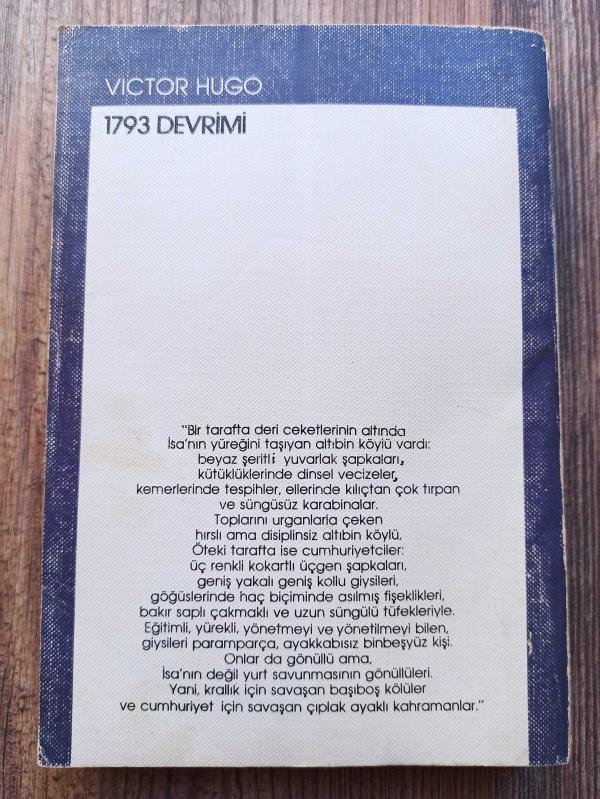 VICTOR HUGO
1793 DEVRİMİ
"Bir tarafta deri ceketlerinin altında
İsa'nın yüreğini taşıyan altıbin köylü vardı:
beyaz şeritli yuvarlak şapkaları,
kütüklüklerinde dinsel vecizeler,
kemerlerinde tespihler, ellerinde kılıçtan çok tırpan
ve süngüsüz karabinalar.
Toplarını urganlarla çeken
hırslı ama disiplinsiz altıbin köylü,
Öteki tarafta ise cumhuriyetciler:
üç renkli kokartlı üçgen şapkaları,
geniş yakalı geniş kollu giysileri,
göğüslerinde haç biçiminde asılmış fişeklikleri,
bakır saplı çakmaklı ve uzun süngülü tüfekleriyle.
Eğitimli, yürekli, yönetmeyi ve yönetilmeyi bilen,
giysileri paramparça, ayakkabısız binbeşyüz kişi.
Onlar da gönüllü ama,
İsa'nın değil yurt savunmasının gönüllüleri.
Yani, krallık için savaşan başıboş kölüler
ve cumhuriyet için savaşan çıplak ayaklı kahramanlar."